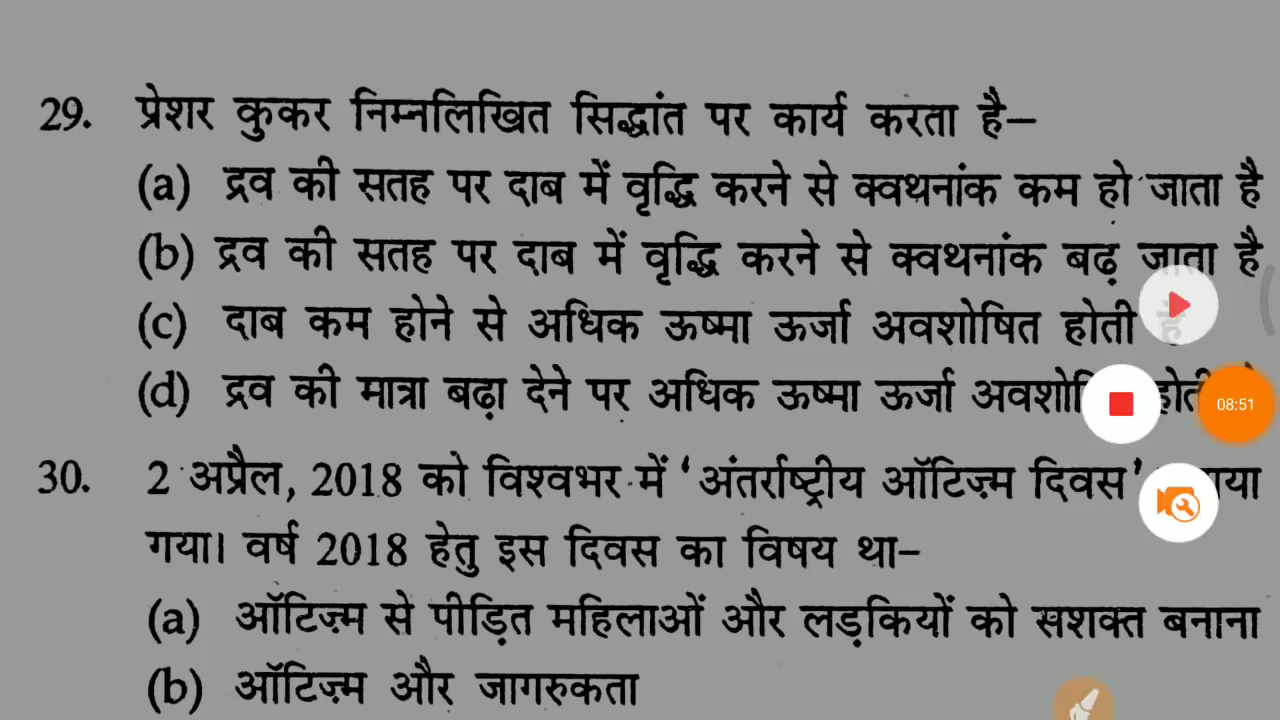 29. प्रेशर कुकर निम्नलिखित सिद्धांत पर कार्य करता है–
(a) द्रव की सतह पर दाब में वृद्धि करने से क्वथनांक कम हो जाता है
(b) द्रव की सतह पर दाब में वृद्धि करने से क्वथनांक बढ़ जाता है
(c) दाब कम होने से अधिक ऊष्मा ऊर्जा अवशोषित होती है
(d) द्रव की मात्रा बढ़ा देने पर अधिक ऊष्मा ऊर्जा
08:51
30. 2 अप्रैल, 2018 को विश्वभर में ‘अंतर्राष्ट्रीय ऑटिज़्म दिवस’
गया। वर्ष 2018 हेतु इस दिवस का विषय था–
(a) ऑटिज़्म से पीड़ित महिलाओं और लड़कियों को सशक्त बनाना
(b) ऑटिज़्म और जागरुकता